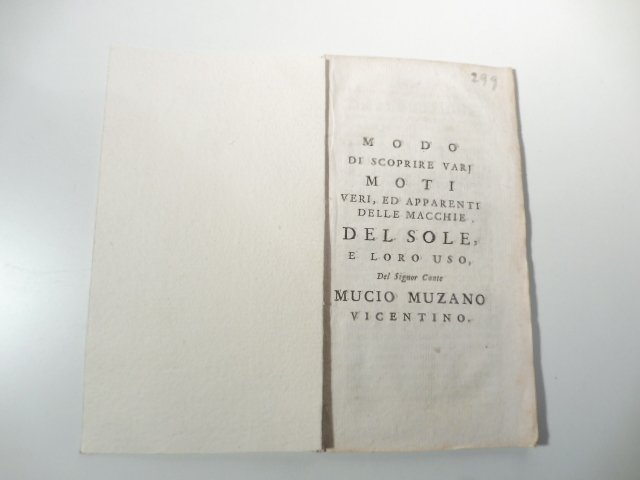 299
MODO
DI SCOPRIRE VARJ
MOTI
VERI, ED APPARENTI
DELLE MACCHIE
DEL SOLE,
E LORO USO,
Del Signor Conte
MUCIO MUZANO
VICENTINO.